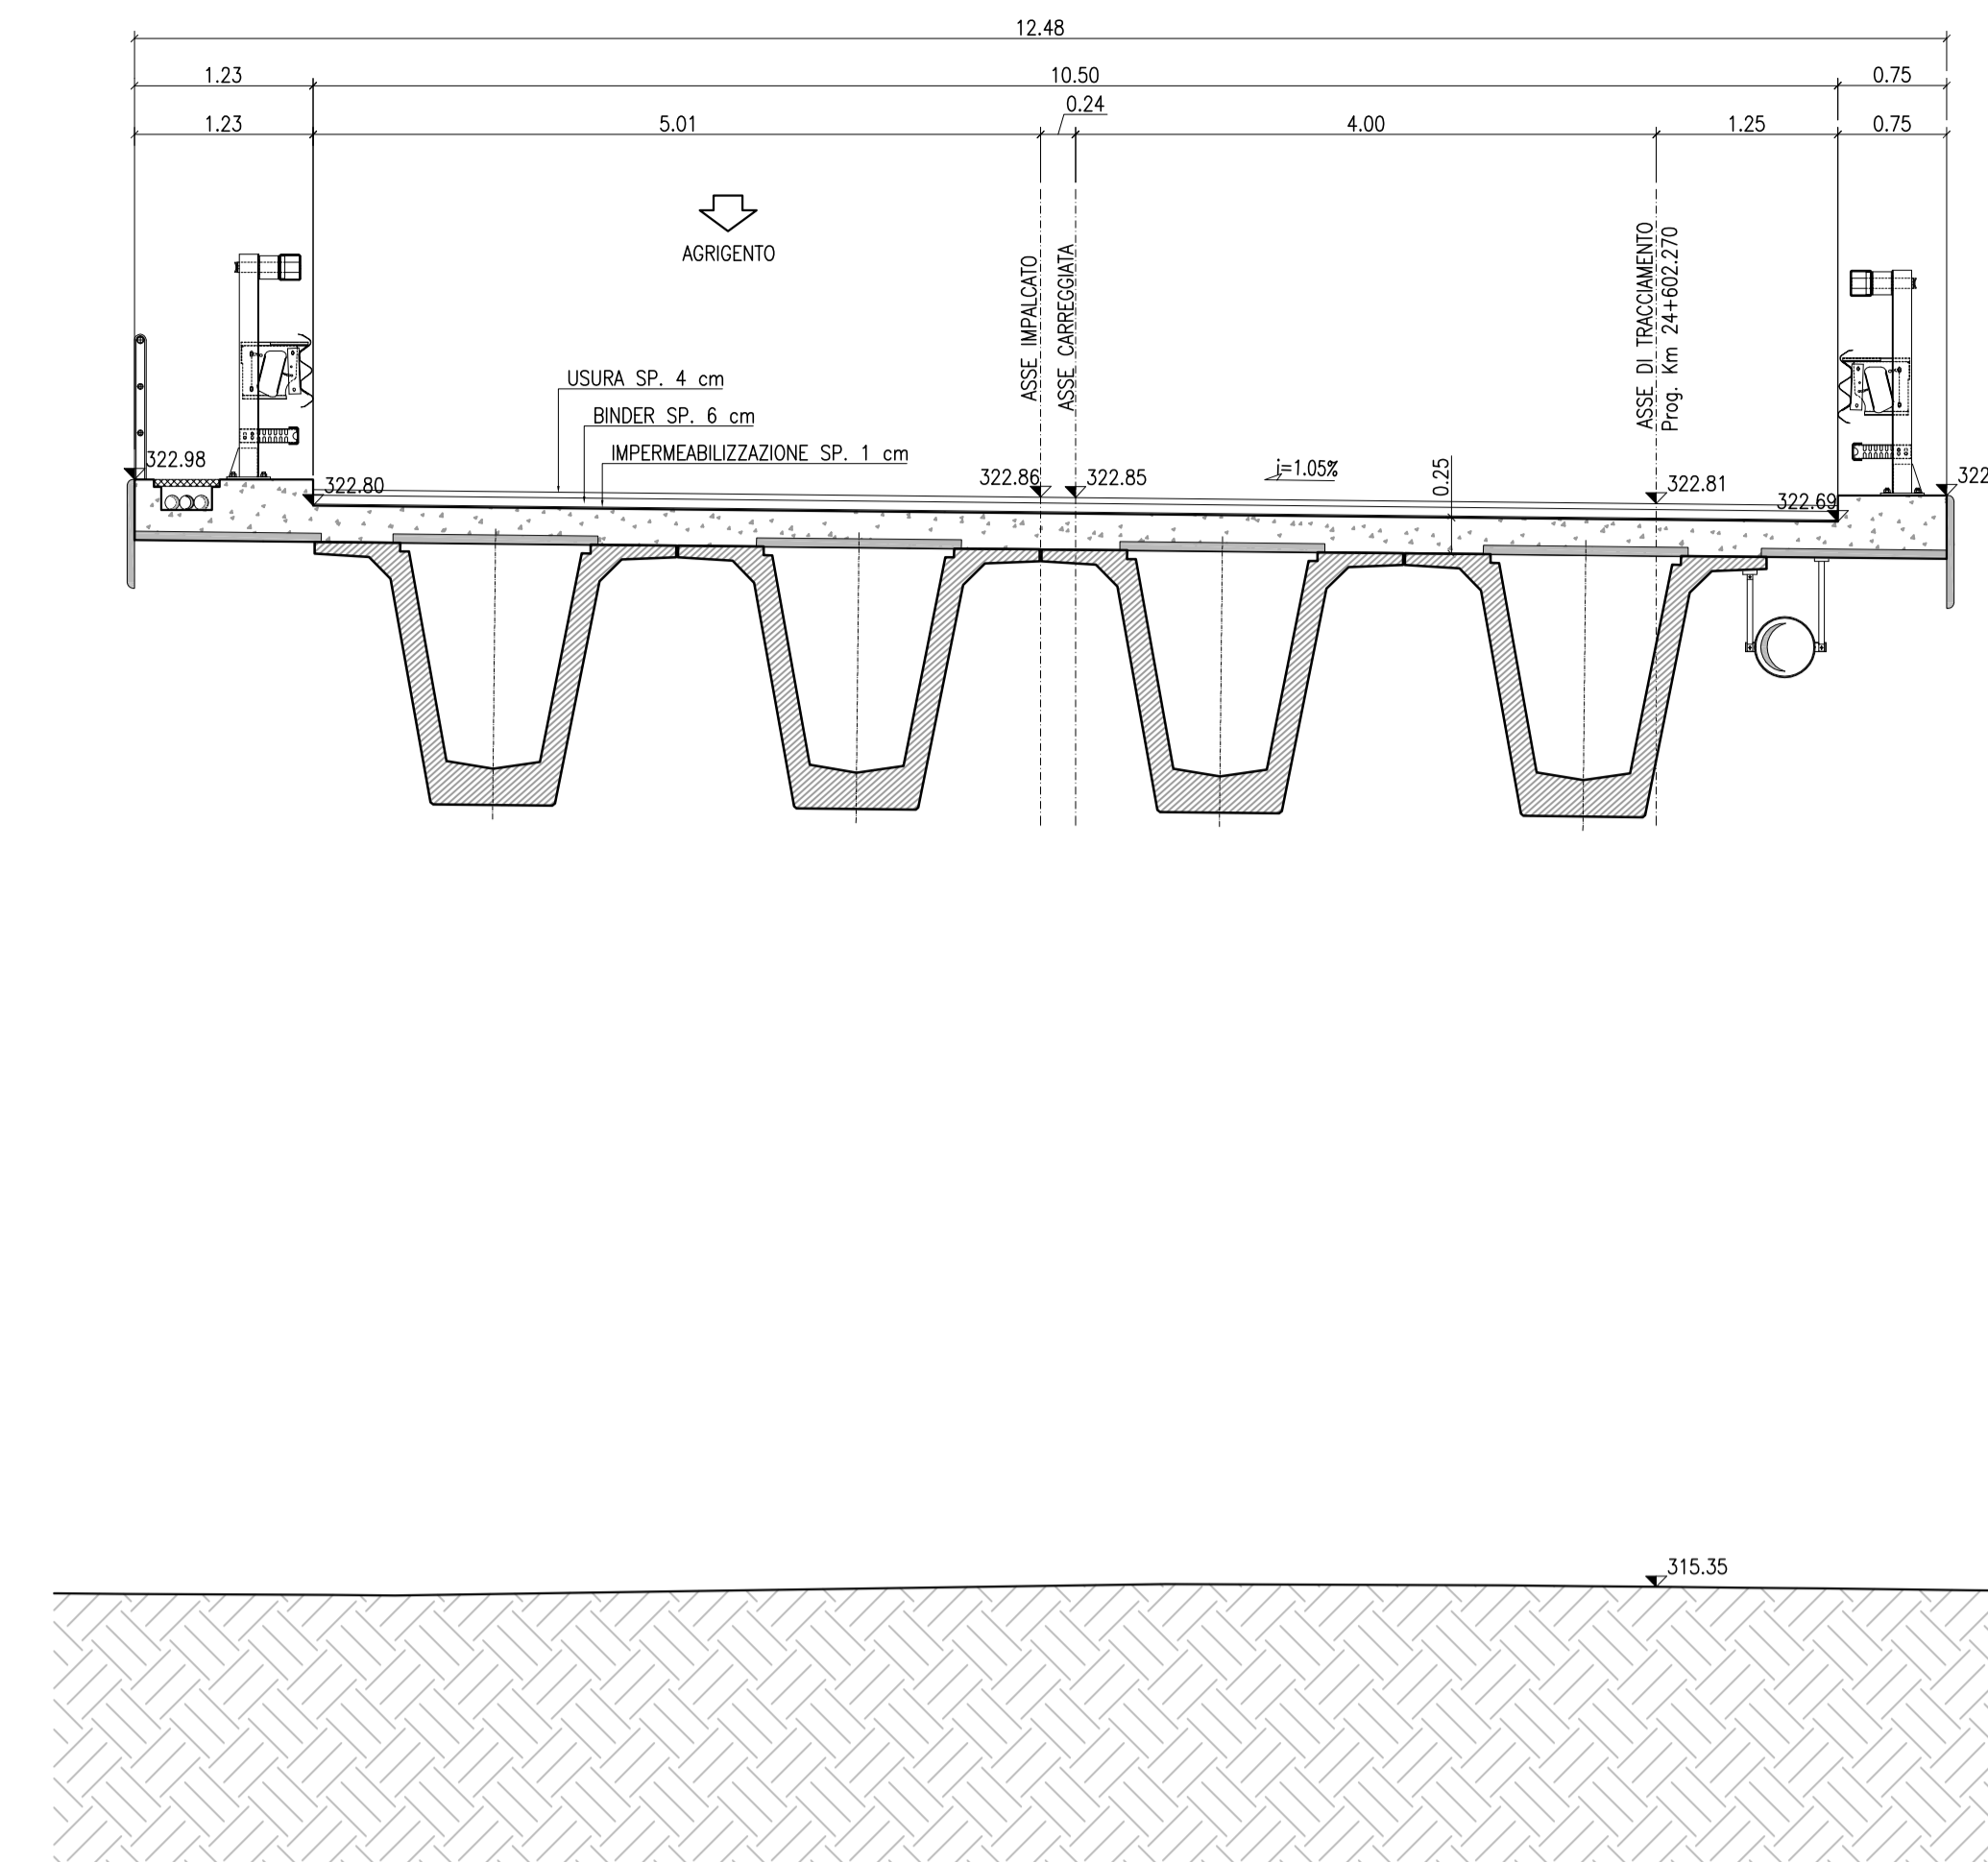 12.48
1.23 10.50 0.75
0.24
1.23 5.01 4.00 1.25 0.75
AGRIGENTO
ASSE IMPALCATO
ASSE CARREGGIATA
ASSE DI TRACCIAMENTO
Prog. Km 24+602.270
USURA SP. 4 cm
BINDER SP. 6 cm
IMPERMEABILIZZAZIONE SP. 1 cm
322.98
322.80
322.86
322.85
j=1.05%
0.25
322.81
322.69
322
315.35